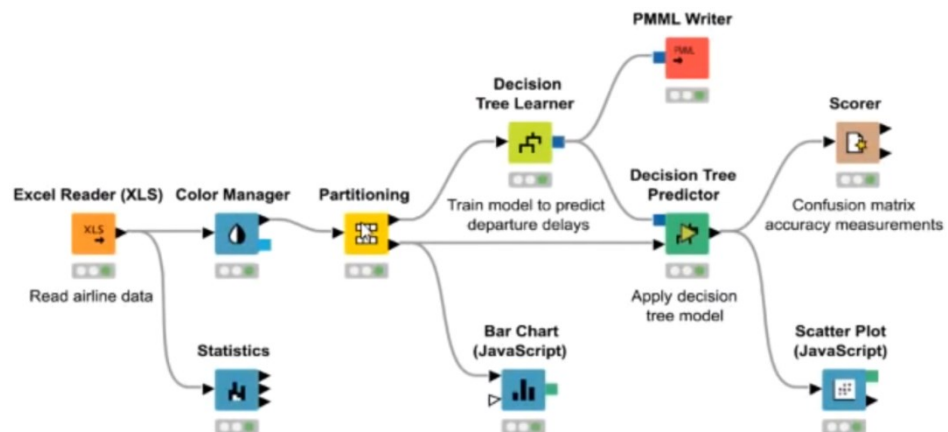 PMML Writer
PMML
Decision
Tree Learner
Scorer
Excel Reader (XLS)
Color Manager
Partitioning
Decision Tree
Predictor
XLS
Train model to predict
departure delays
Confusion matrix
accuracy measurements
Read airline data
Apply decision
tree model
Statistics
Bar Chart
(JavaScript)
Scatter Plot
(JavaScript)